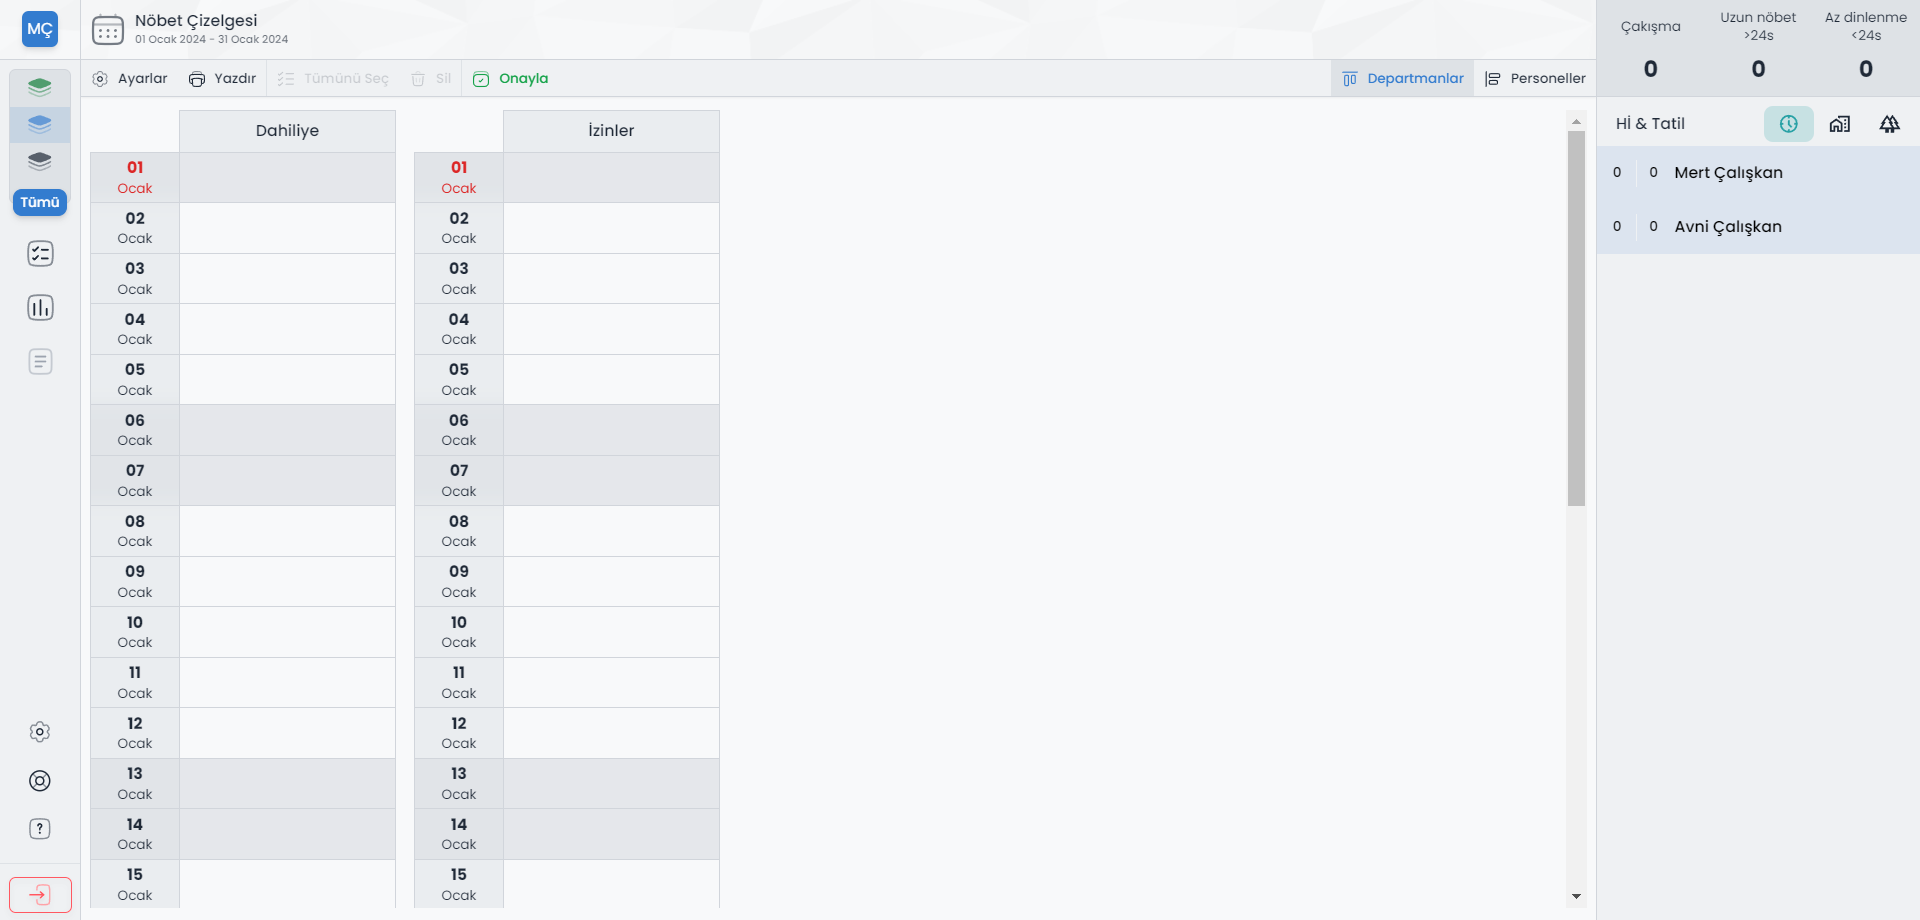 MÇ
Nöbet Çizelgesi
01 Ocak 2024 - 31 Ocak 2024
Çakışma
0
Uzun nöbet
>24s
0
Az dinlenme
<24s
0
Ayarlar
Yazdır
Tümünü Seç
Sil
Onayla
Departmanlar
Personeller
Tümü
Hİ & Tatil
0 0 Mert Çalışkan
0 0 Avni Çalışkan
Dahiliye
01
Ocak
02
Ocak
03
Ocak
04
Ocak
05
Ocak
06
Ocak
07
Ocak
08
Ocak
09
Ocak
10
Ocak
11
Ocak
12
Ocak
13
Ocak
14
Ocak
15
Ocak
İzinler
01
Ocak
02
Ocak
03
Ocak
04
Ocak
05
Ocak
06
Ocak
07
Ocak
08
Ocak
09
Ocak
10
Ocak
11
Ocak
12
Ocak
13
Ocak
14
Ocak
15
Ocak